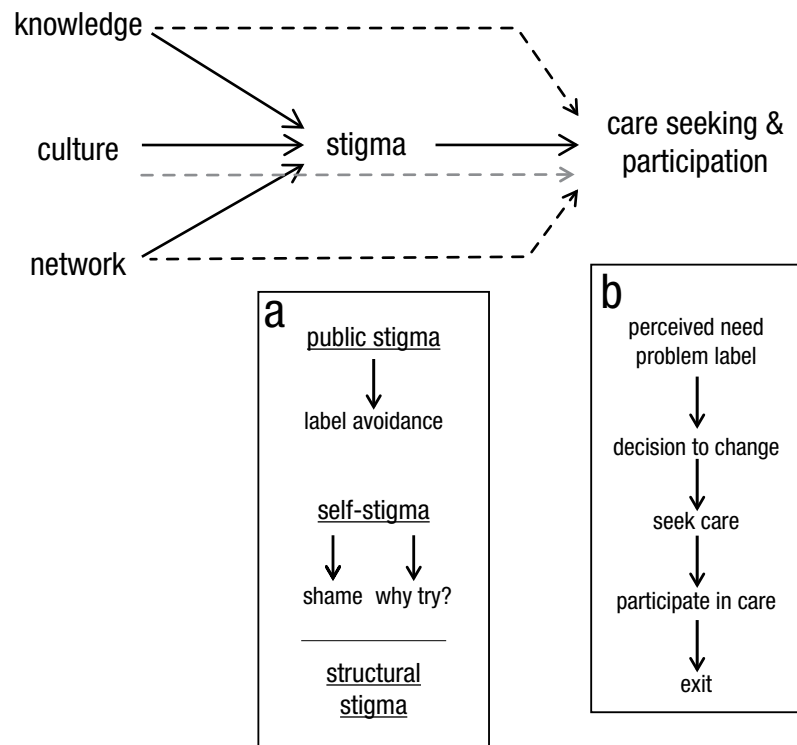 knowledge
culture
stigma
care seeking &
participation
network
a
public stigma
label avoidance
self-stigma
shame why try?
structural
stigma
b
perceived need
problem label
decision to change
seek care
participate in care
exit